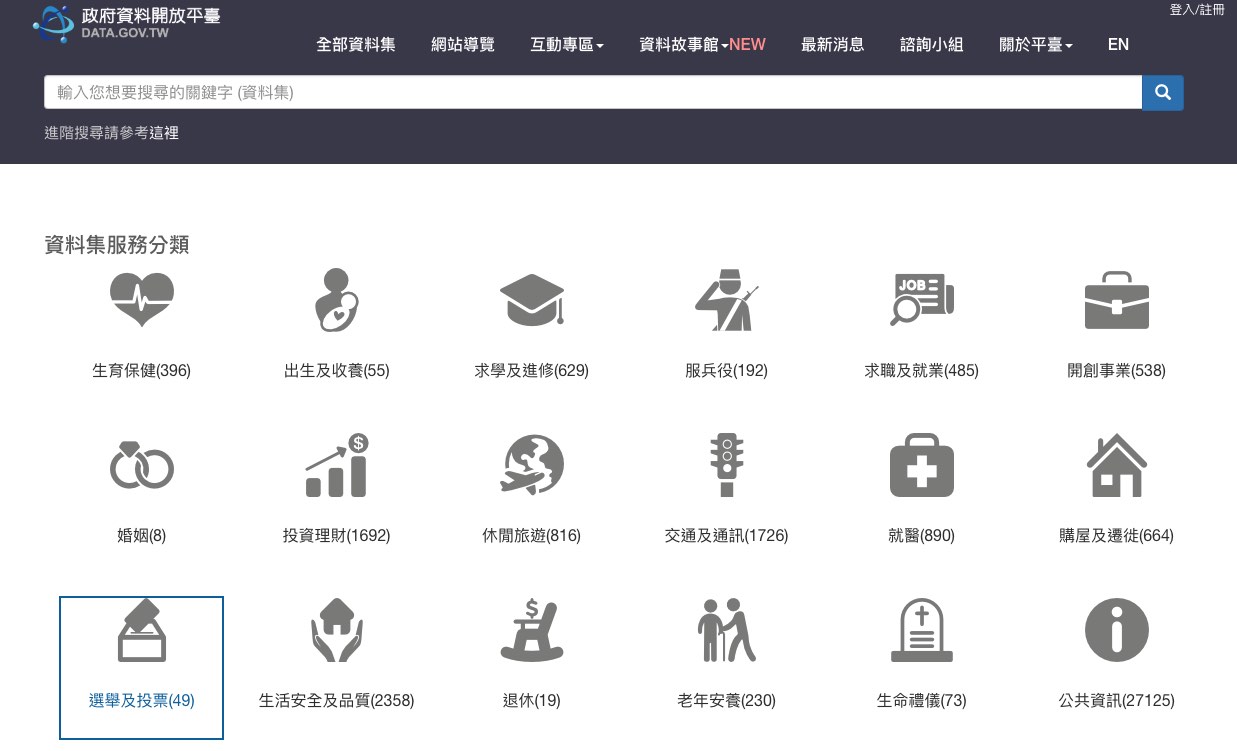 登入/註冊
政府資料開放平臺
DATA.GOV.TW
全部資料集 網站導覽 互動專區 資料故事館 NEW 最新消息 諮詢小組 關於平臺 EN
輸入您想要搜尋的關鍵字 (資料集)
進階搜尋請參考這裡
資料集服務分類
JOB
生育保健(396) 出生及收養(55) 求學及進修(629) 服兵役(192) 求職及就業(485) 開創事業(538)
$
婚姻(8) 投資理財(1692) 休閒旅遊(816) 交通及通訊(1726) 就醫(890) 購屋及遷徙(664)
$
選舉及投票(49) 生活安全及品質(2358) 退休(19) 老年安養(230) 生命禮儀(73) 公共資訊(27125)